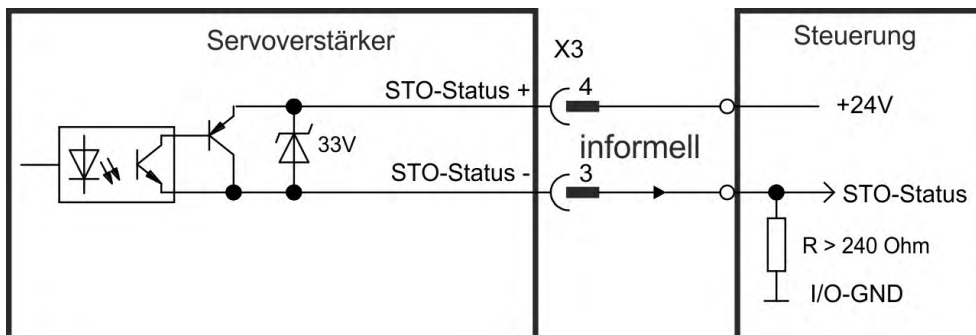 Servoverstärker
X3
Steuerung
STO-Status +
4
+24V
33V
informell
STO-Status -
3
STO-Status
R > 240 Ohm
I/O-GND